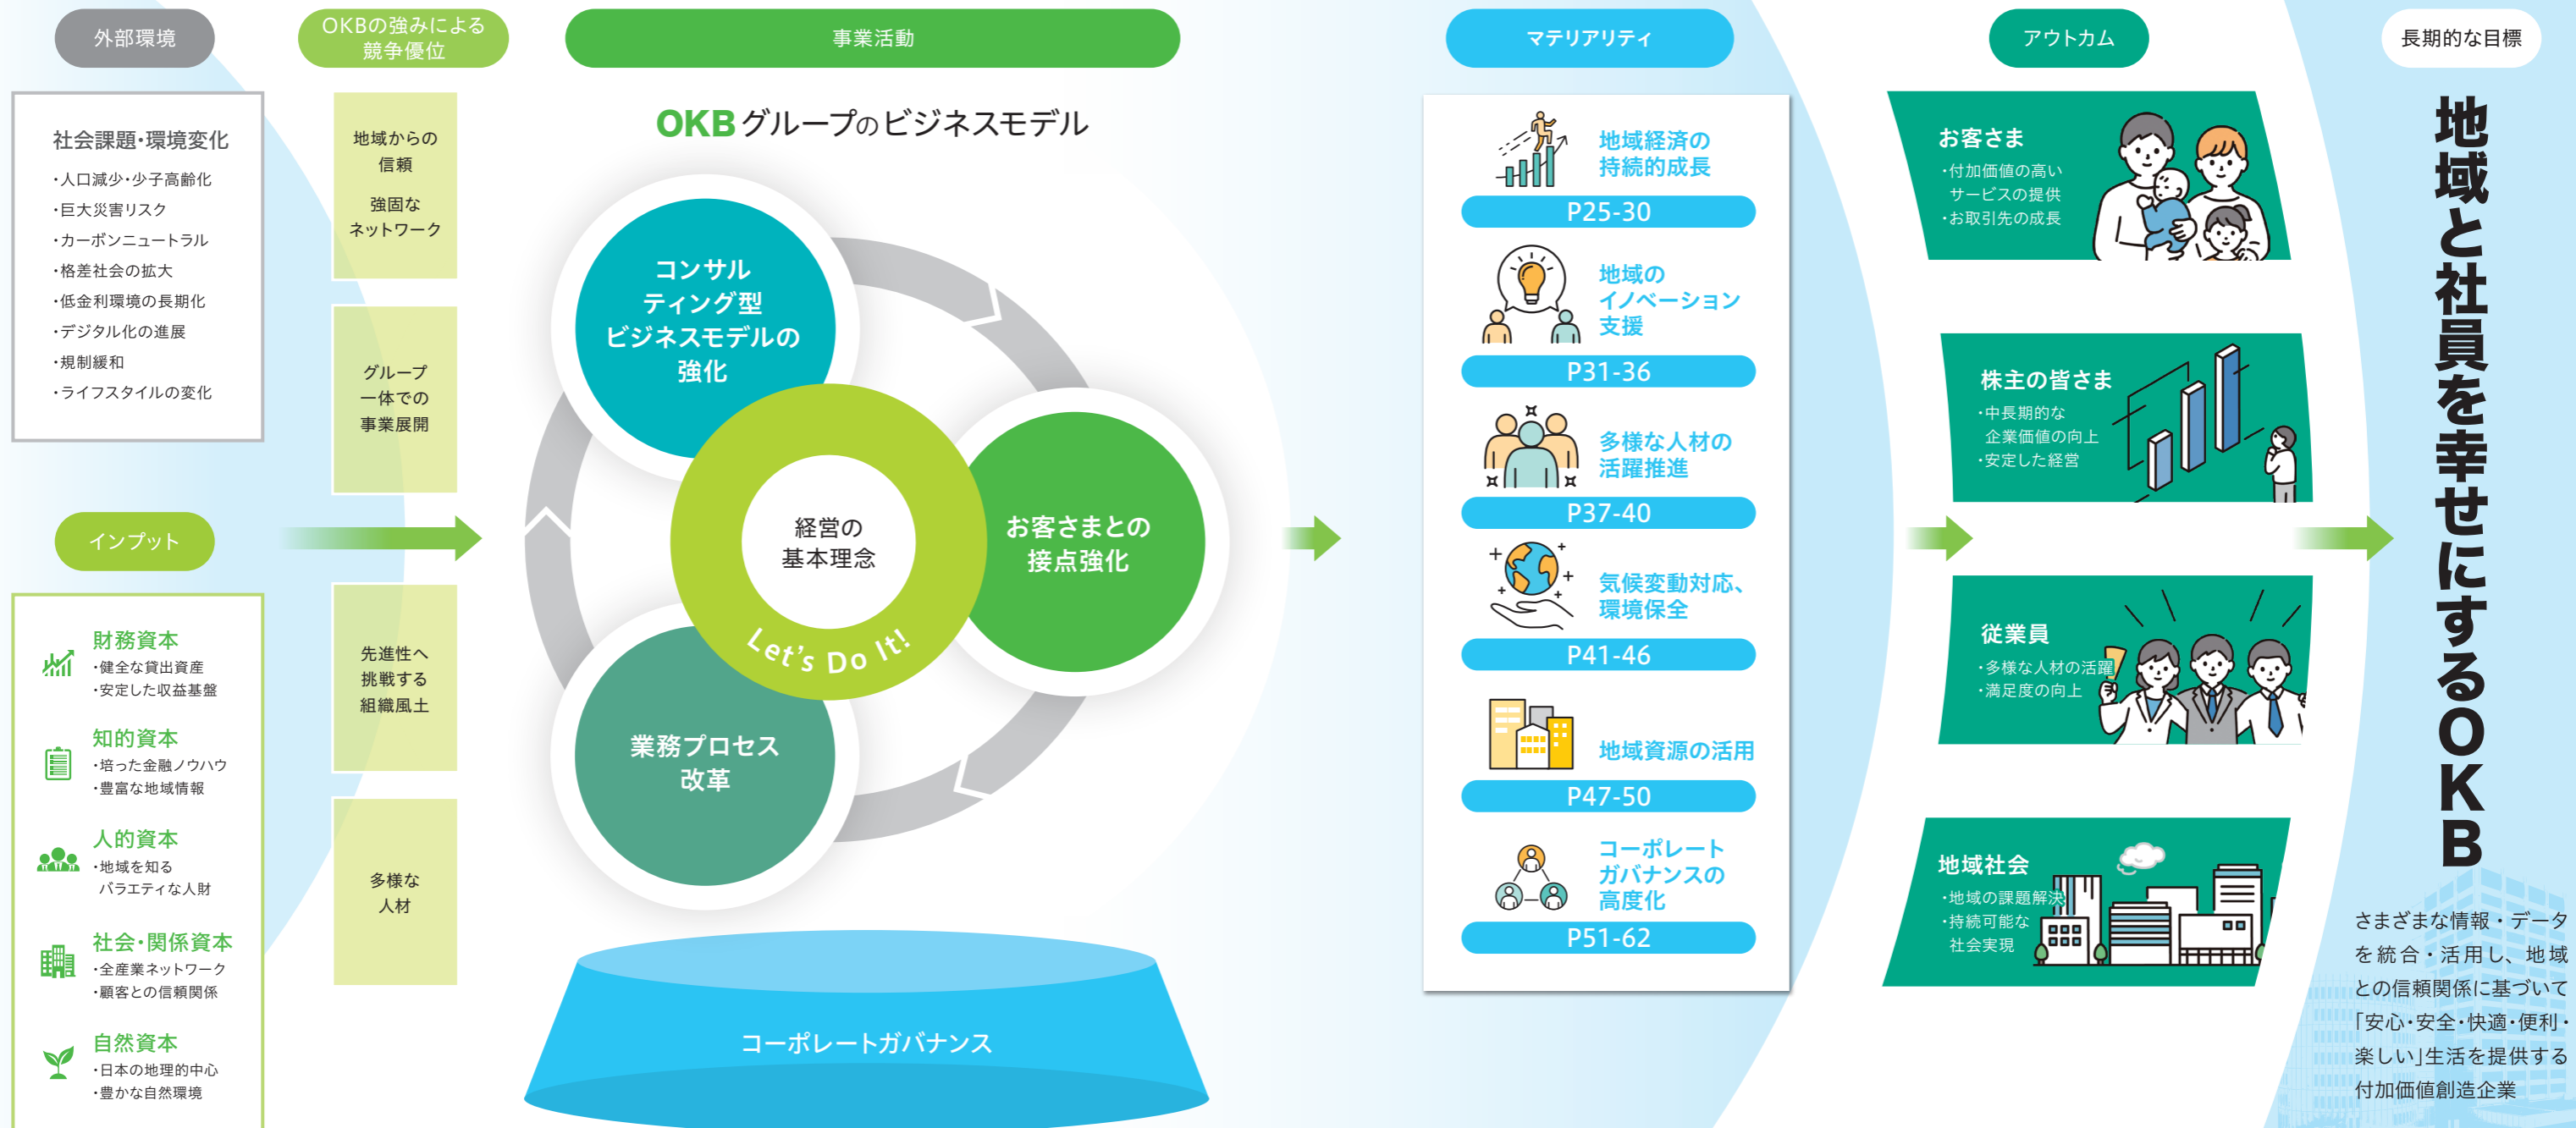 外部環境
社会課題・環境変化
・人口減少・少子高齢化
・巨大災害リスク
・カーボンニュートラル
・格差社会の拡大
・低金利環境の長期化
・デジタル化の進展
・規制緩和
・ライフスタイルの変化
インプット
財務資本
・健全な貸出資産
・安定した収益基盤
知的資本
・培った金融ノウハウ
・豊富な地域情報
人的資本
・地域を知る
バラエティな人財
社会・関係資本
・全産業ネットワーク
・顧客との信頼関係
自然資本
・日本の地理的中心
・豊かな自然環境
OKBの強みによる
競争優位
地域からの
信頼
強固な
ネットワーク
グループ
一体での
事業展開
先進性へ
挑戦する
組織風土
多様な
人材
事業活動
OKBグループのビジネスモデル
コンサル
ティング型
ビジネスモデルの
強化
お客さまとの
接点強化
経営の
基本理念
Let's Do It!
業務プロセス
改革
コーポレートガバナンス
マテリアリティ
地域経済の
持続的成長
P25-30
地域の
イノベーション
支援
P31-36
多様な人材の
活躍推進
P37-40
気候変動対応、
環境保全
P41-46
地域資源の活用
P47-50
コーポレート
ガバナンスの
高度化
P51-62
アウトカム
お客さま
・付加価値の高い
サービスの提供
・お取引先の成長
株主の皆さま
・中長期的な
企業価値の向上
・安定した経営
従業員
・多様な人材の活躍
・満足度の向上
地域社会
・地域の課題解決
・持続可能な
社会実現
長期的な目標
地域と社員を幸せにするOKB
さまざまな情報・データ
を統合・活用し、地域
との信頼関係に基づいて
「安心・安全・快適・便利・
楽しい」生活を提供する
付加価値創造企業